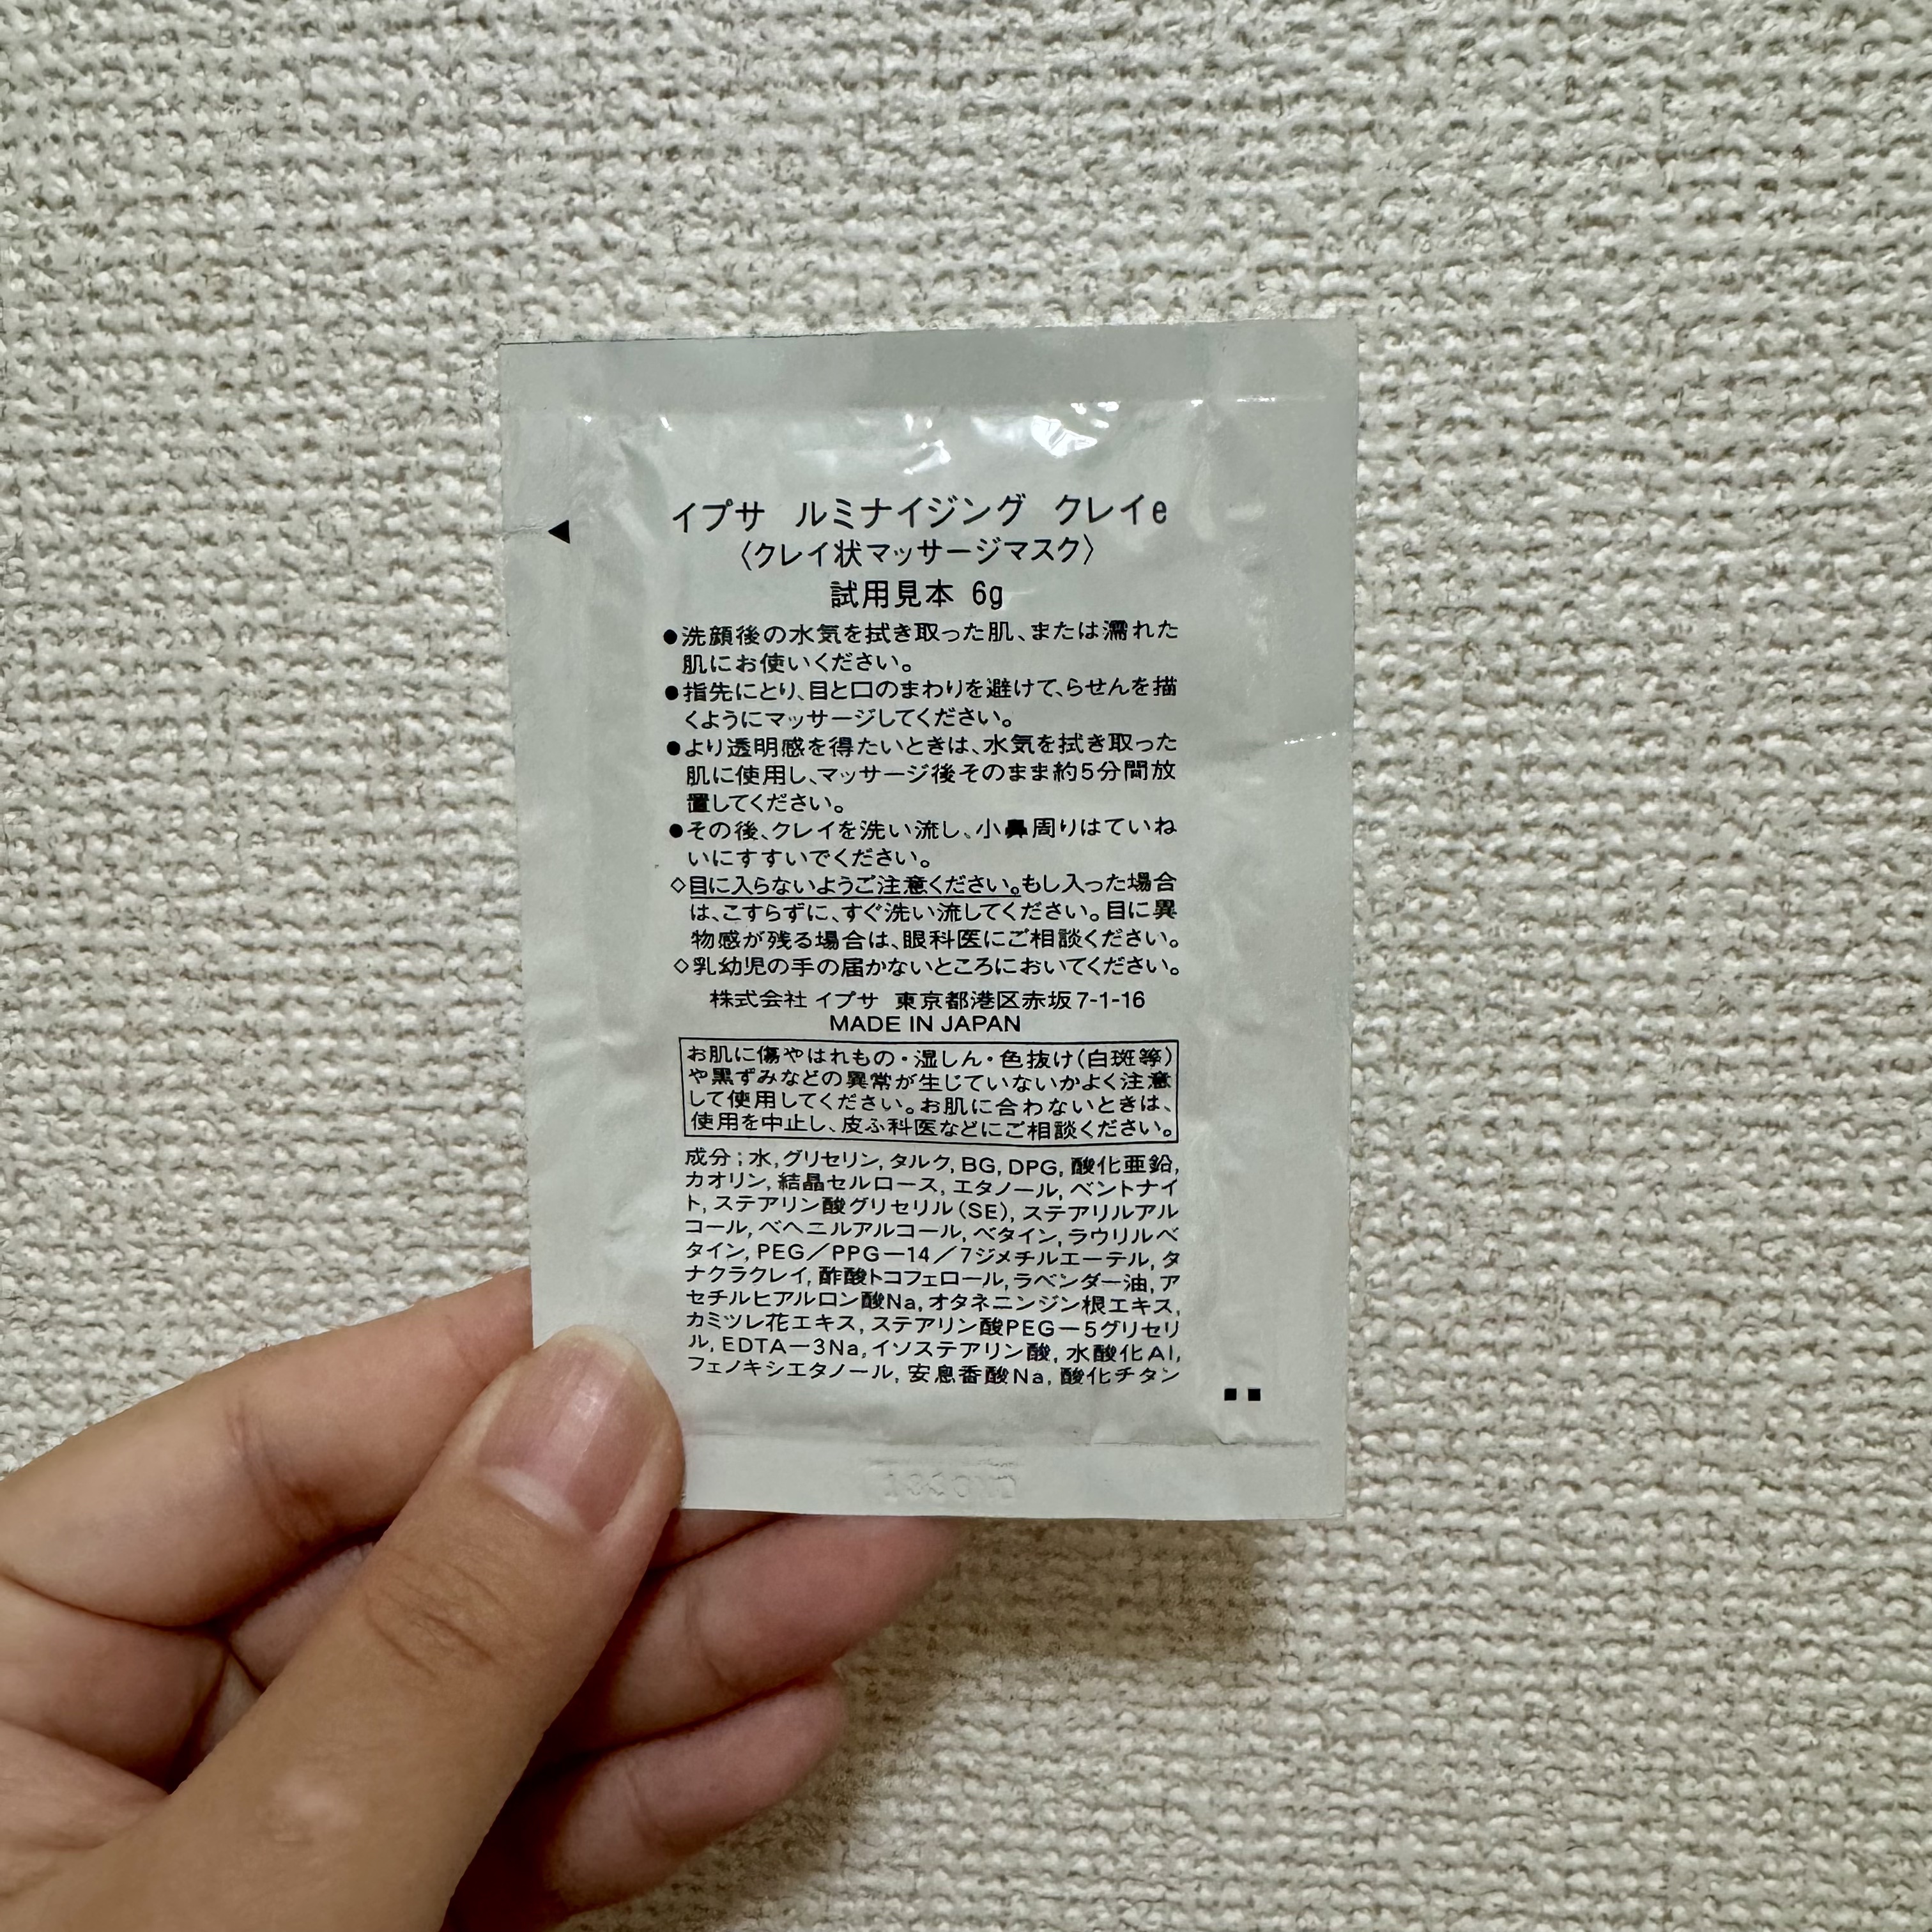 イプサ ルミナイジング クレイe
〈クレイ状マッサージマスク〉
試用見本 6g
●洗顔後の水気を拭き取った肌、または濡れた
肌にお使いください。
●指先にとり、目と口のまわりを避けて、らせんを描
くようにマッサージしてください。
●より透明感を得たいときは、水気を拭き取った
肌に使用し、マッサージ後そのまま約5分間放
置してください。
●その後、クレイを洗い流し、小鼻周りはていね
いにすすいでください。
◇目に入らないようご注意ください。もし入った場合
は、こすらずに、すぐ洗い流してください。目に異
物感が残る場合は、眼科医にご相談ください。
◇乳幼児の手の届かないところにおいてください。
株式会社 イプサ 東京都港区赤坂7-1-16
MADE IN JAPAN
お肌に傷やはれもの・湿しん・色抜け(白斑等)
や黒ずみなどの異常が生じていないかよく注意
して使用してください。お肌に合わないときは、
使用を中止し、皮ふ科医などにご相談ください。
成分;水,グリセリン,タルク,BG,DPG,酸化亜鉛,
カオリン,結晶セルロース,エタノール,ベントナイ
ト,ステアリン酸グリセリル(SE),ステアリルアル
コール,ベヘニルアルコール,ベタイン,ラウリルベ
タイン,PEG/PPG-14/7ジメチルエーテル,タ
ナクラクレイ,酢酸トコフェロール,ラベンダー油,ア
セチルヒアルロン酸Na,オタネニンジン根エキス,
カミツレ花エキス,ステアリン酸PEG-5グリセリ
ル,EDTA-3Na,イソステアリン酸,水酸化Al,
フェノキシエタノール,安息香酸Na,酸化チタン